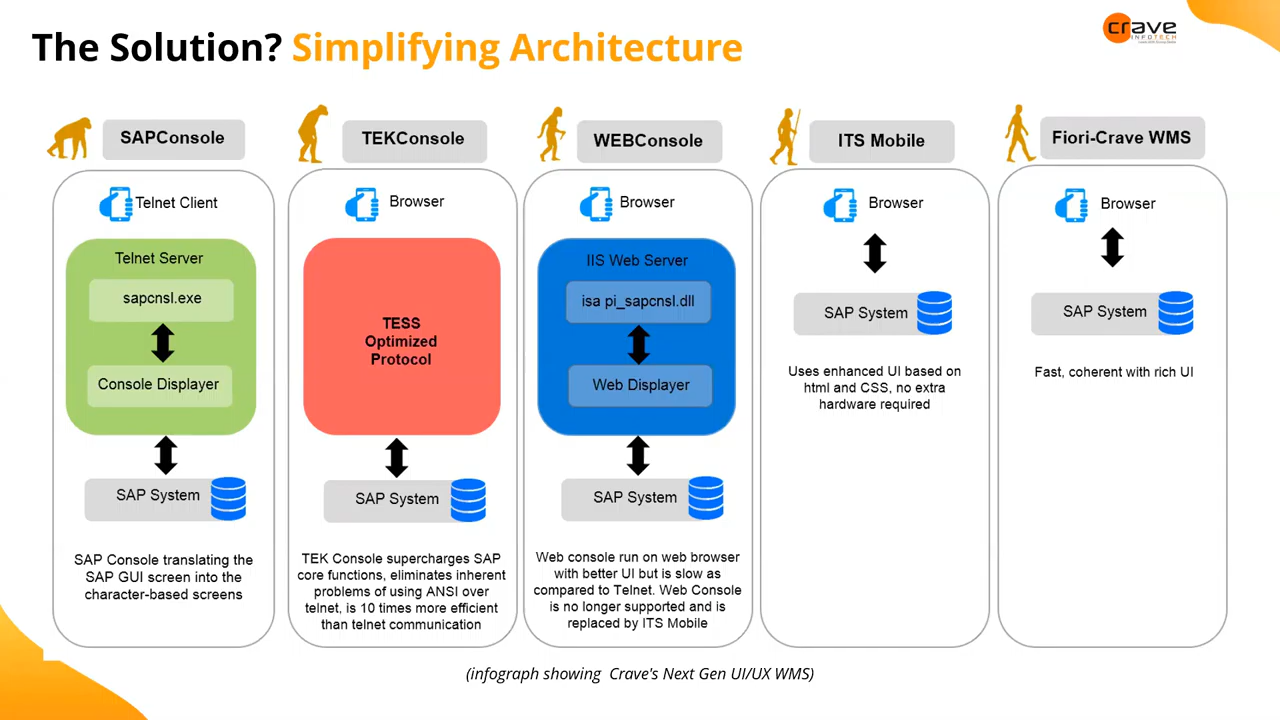 The Solution? Simplifying Architecture
crave
INFOTECH
SAPConsole
Telnet Client
Telnet Server
sapcnsl.exe
Console Displayer
SAP System
SAP Console translating the
SAP GUI screen into the
character-based screens
TEKConsole
Browser
TESS
Optimized
Protocol
SAP System
TEK Console supercharges SAP
core functions, eliminates inherent
problems of using ANSI over
telnet, is 10 times more efficient
than telnet communication
WEBConsole
Browser
IIS Web Server
isa pi_sapcnsl.dll
Web Displayer
SAP System
Web console run on web browser
with better UI but is slow as
compared to Telnet. Web Console
is no longer supported and is
replaced by ITS Mobile
ITS Mobile
Browser
SAP System
Uses enhanced UI based on
html and CSS, no extra
hardware required
Fiori-Crave WMS
Browser
SAP System
Fast, coherent with rich UI
(infograph showing  Crave's Next Gen UI/UX WMS)